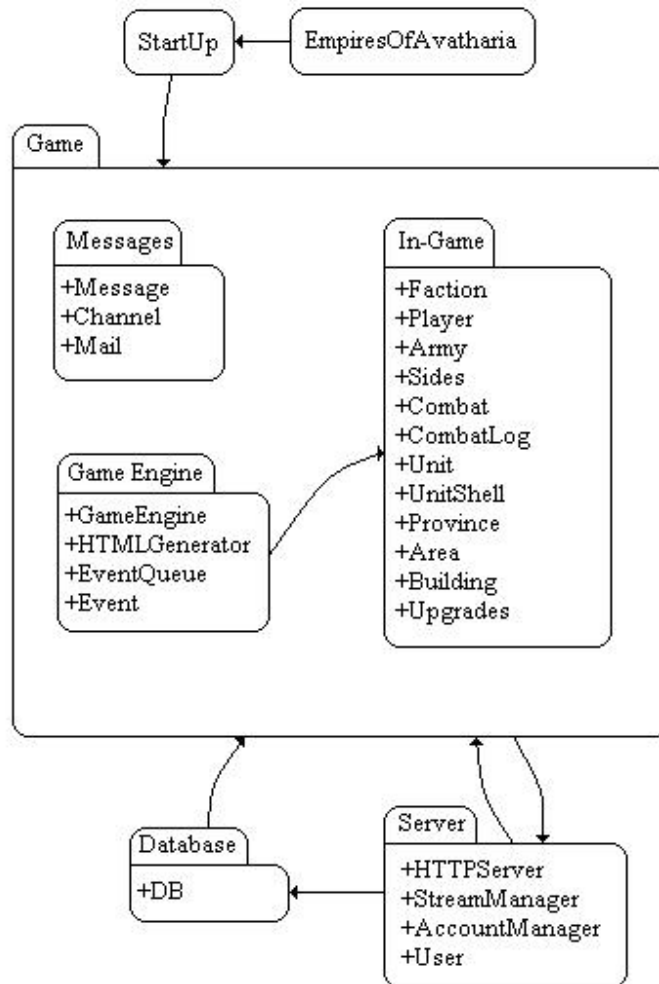 StartUp
EmpiresOfAvatharia
Game
Messages
+Message
+Channel
+Mail
In-Game
+Faction
+Player
+Army
+Sides
+Combat
+CombatLog
+Unit
+UnitShell
+Province
+Area
+Building
+Upgrades
Game Engine
+GameEngine
+HTMLGenerator
+EventQueue
+Event
Database
+DB
Server
+HTTPServer
+StreamManager
+AccountManager
+User